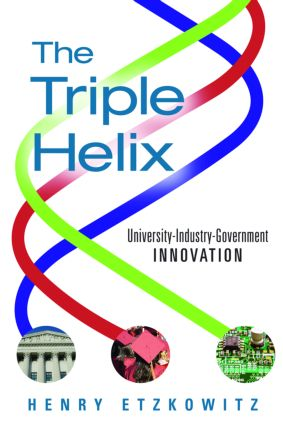 The
Triple
Helix
University-Industry-Government
INNOVATION
HENRY ETZKOWITZ